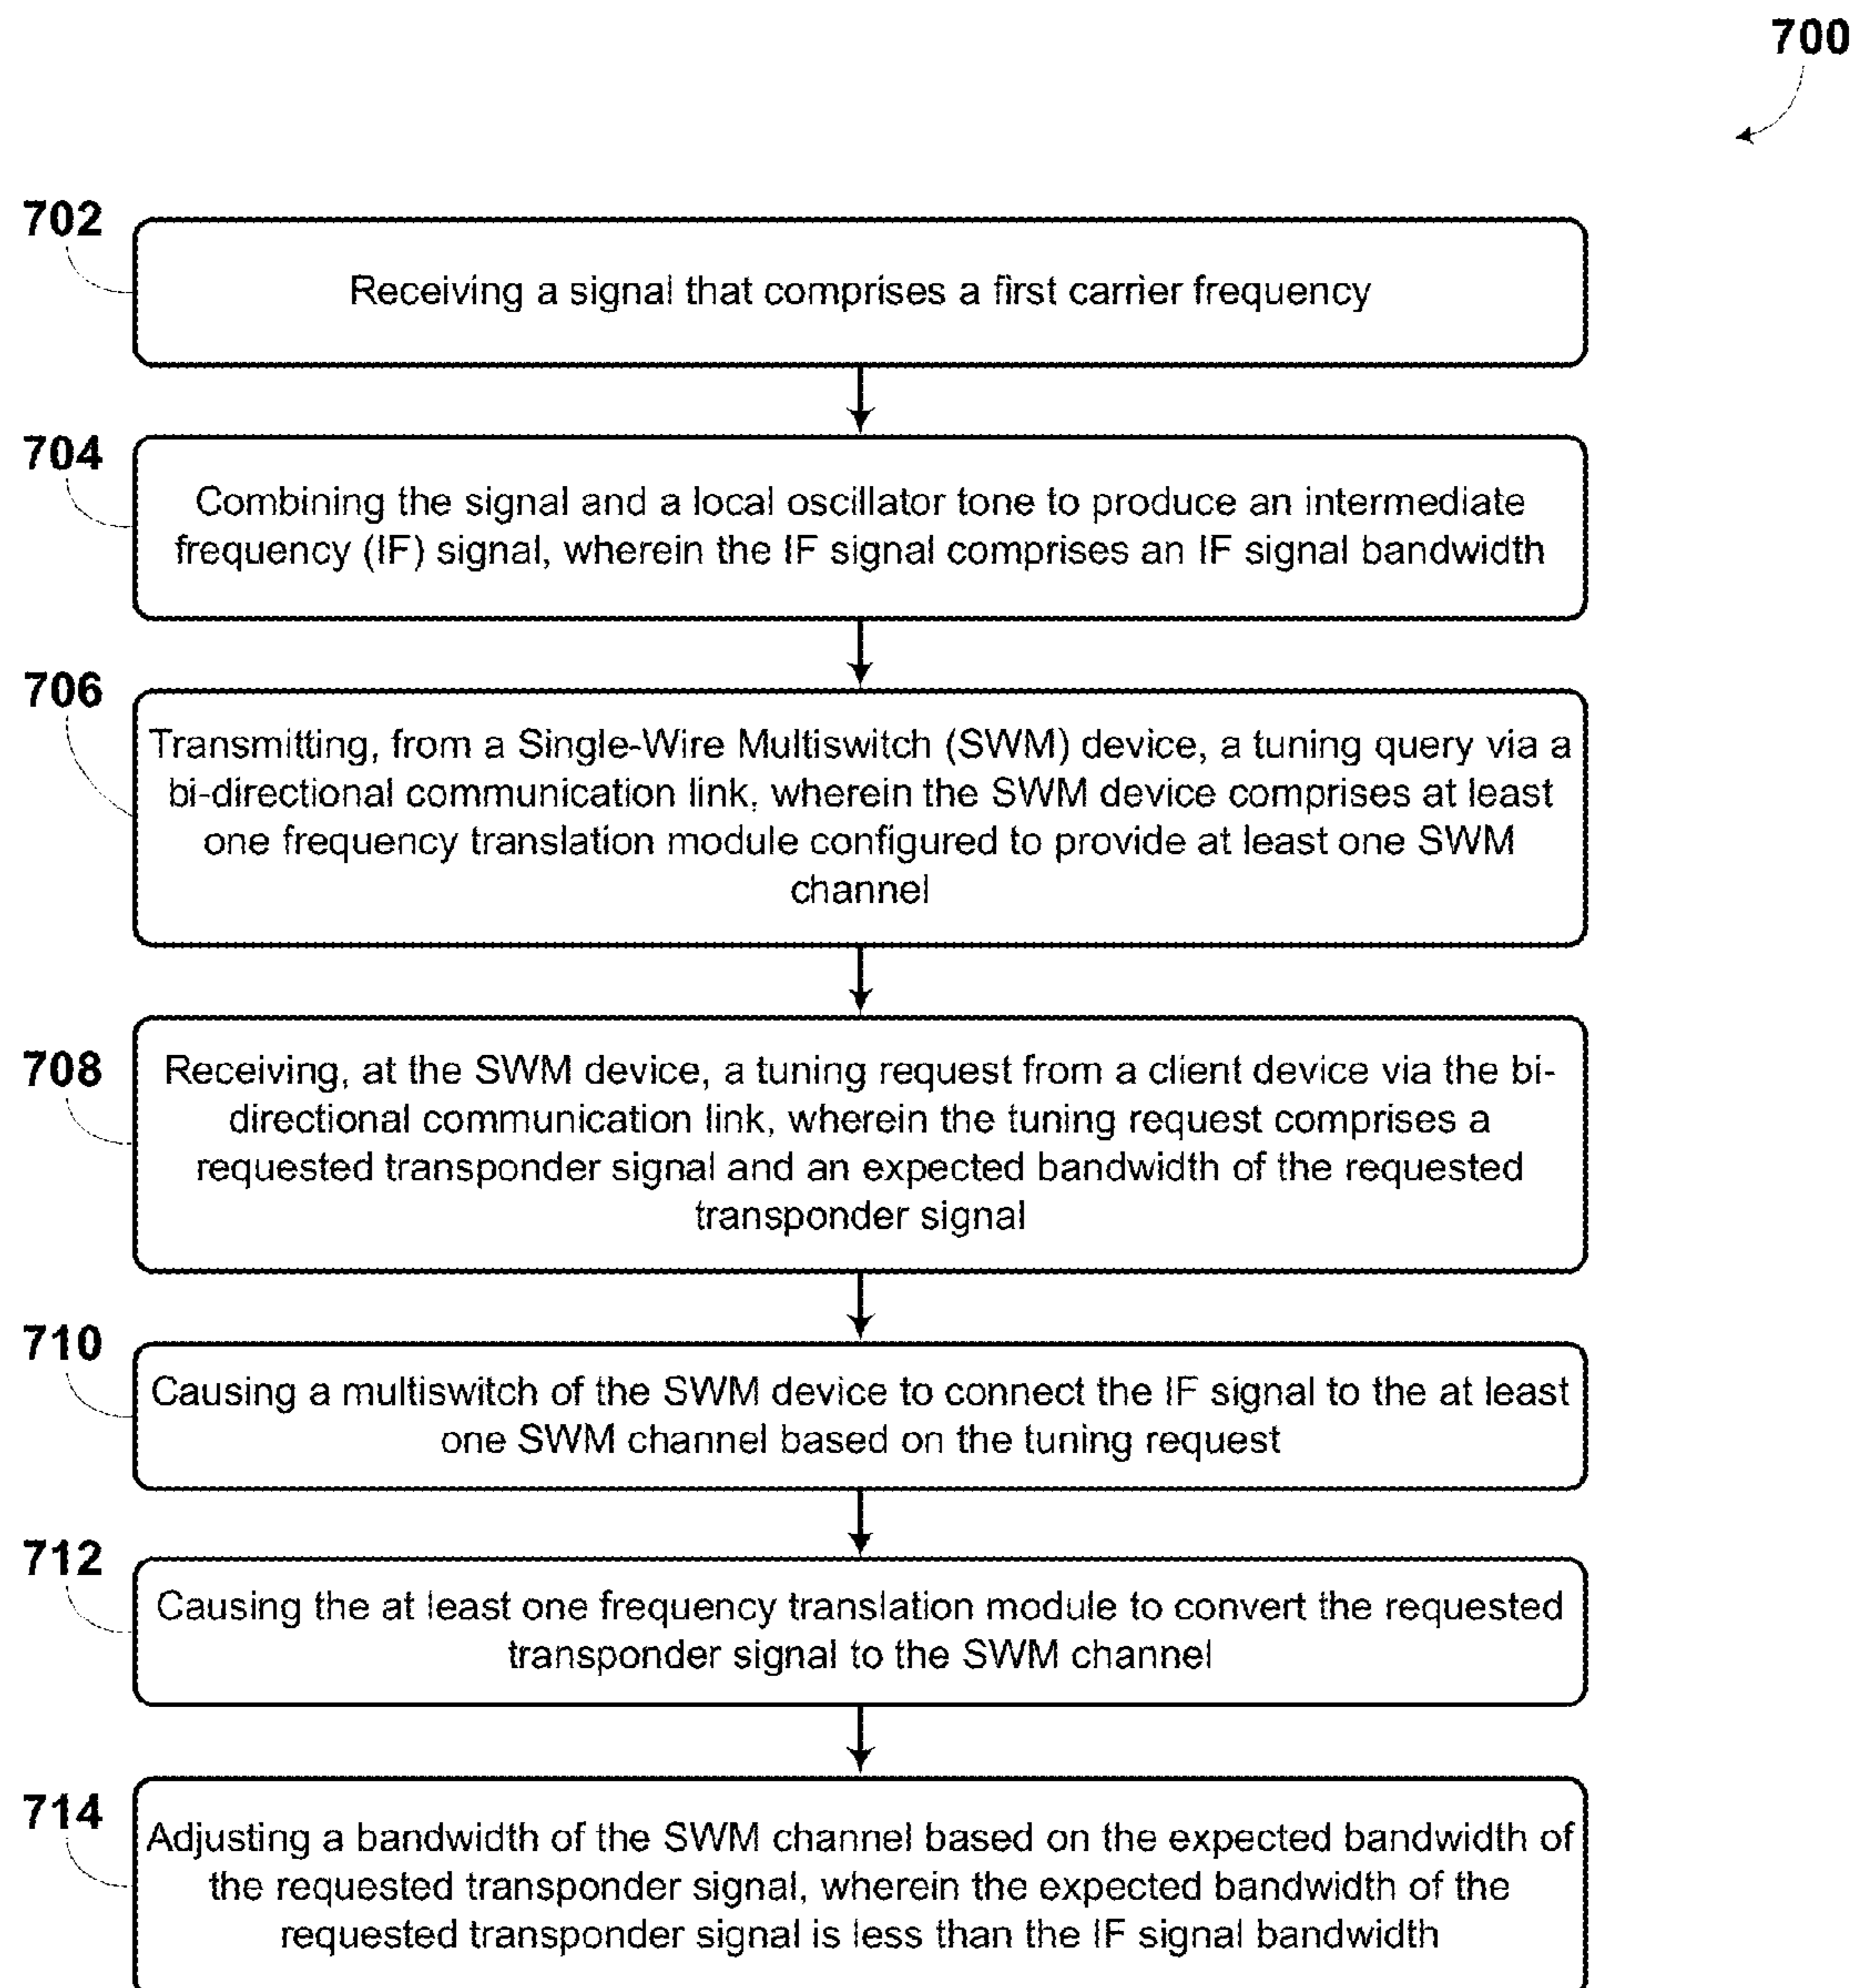 700
702
Receiving a signal that comprises a first carrier frequency
704
Combining the signal and a local oscillator tone to produce an intermediate
frequency (IF) signal, wherein the IF signal comprises an IF signal bandwidth
706
Transmitting, from a Single-Wire Multiswitch (SWM) device, a tuning query via a
bi-directional communication link, wherein the SWM device comprises at least
one frequency translation module configured to provide at least one SWM
channel
708
Receiving, at the SWM device, a tuning request from a client device via the bi-
directional communication link, wherein the tuning request comprises a
requested transponder signal and an expected bandwidth of the requested
transponder signal
710
Causing a multiswitch of the SWM device to connect the IF signal to the at least
one SWM channel based on the tuning request
712
Causing the at least one frequency translation module to convert the requested
transponder signal to the SWM channel
714
Adjusting a bandwidth of the SWM channel based on the expected bandwidth of
the requested transponder signal, wherein the expected bandwidth of the
requested transponder signal is less than the IF signal bandwidth